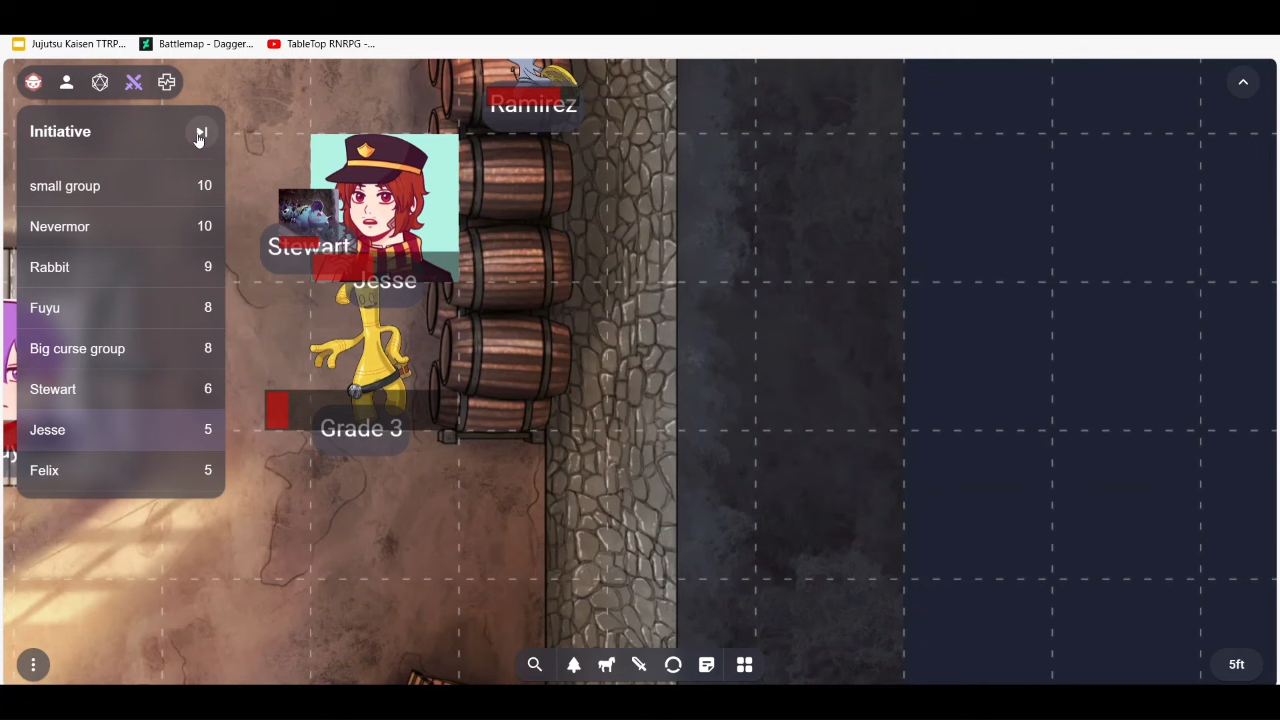 Jujutsu Kaisen TTRP...
Battlemap - Dagger...
TableTop RNRPG -...
Ramirez
Initiative
small group 10
Nevermor 10
Rabbit 9
Fuyu 8
Big curse group 8
Stewart 6
Jesse 5
Felix 5
Stewart
Jesse
Grade 3
5ft